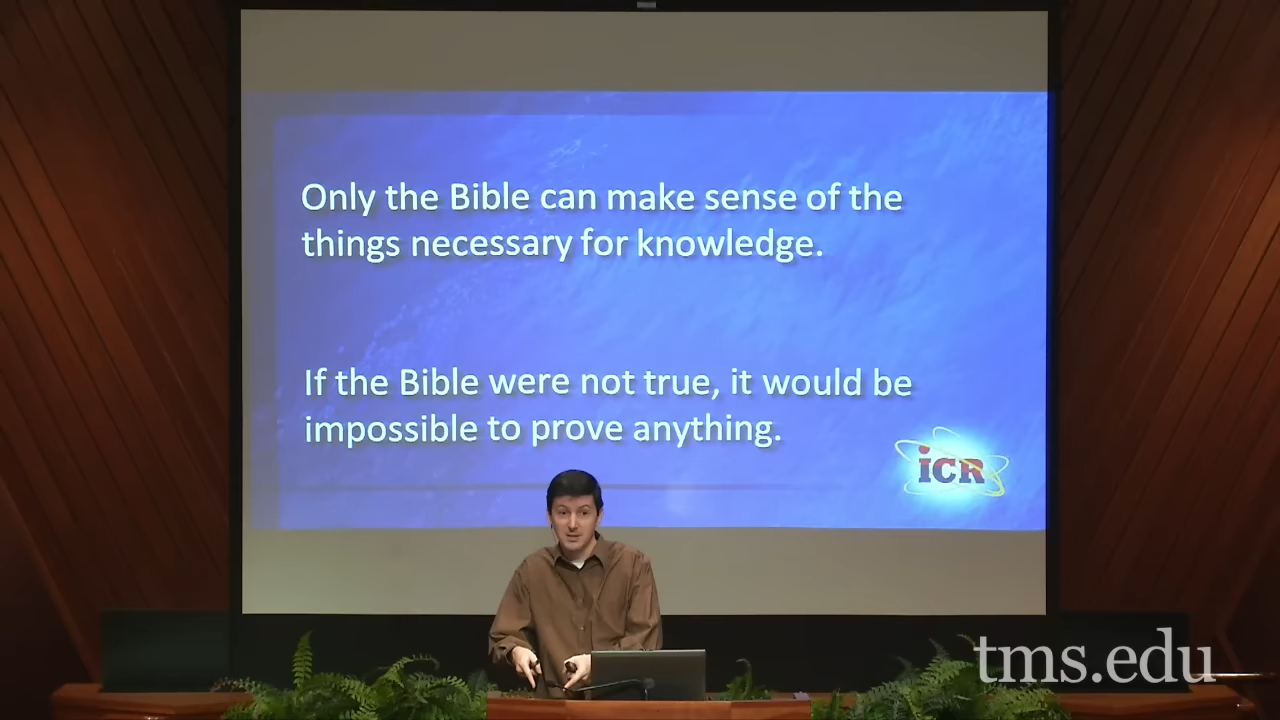 Only the Bible can make sense of the
things necessary for knowledge.
If the Bible were not true, it would be
impossible to prove anything.
iCR
tms.edu